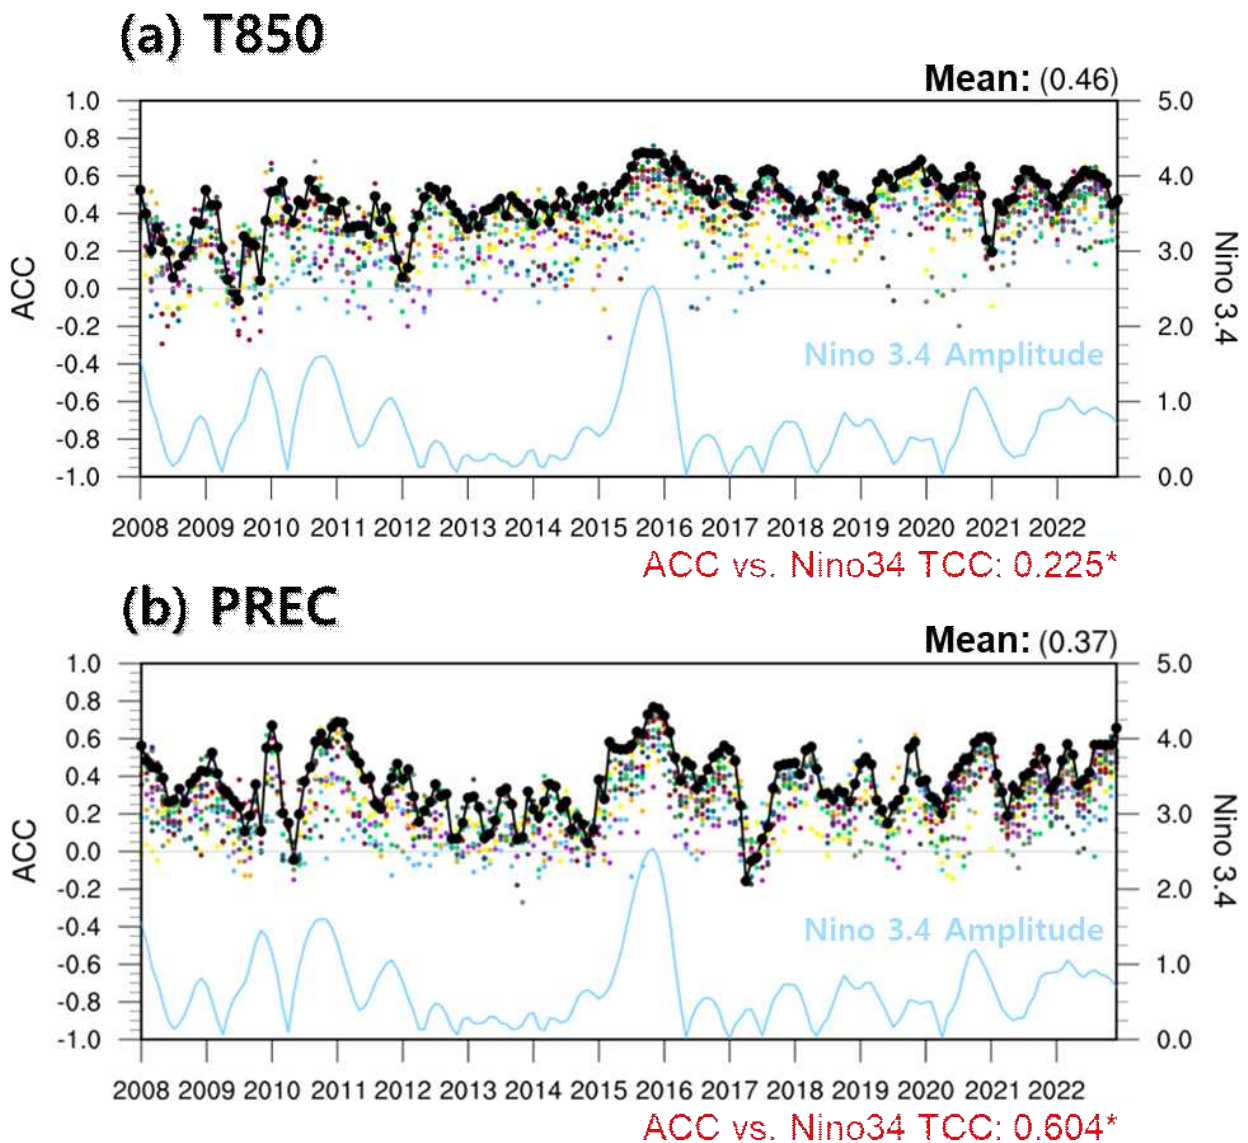 (a) T850
Mean: (0.46)
1.0
0.8
0.6
0.4
0.2
0.0
-0.2
-0.4
-0.6
-0.8
-1.0
ACC
5.0
4.0
3.0
2.0
1.0
0.0
Nino 3.4
Nino 3.4 Amplitude
2008 2009 2010 2011 2012 2013 2014 2015 2016 2017 2018 2019 2020 2021 2022
ACC vs. Nino34 TCC: 0.225*
(b) PREC
Mean: (0.37)
1.0
0.8
0.6
0.4
0.2
0.0
-0.2
-0.4
-0.6
-0.8
-1.0
ACC
5.0
4.0
3.0
2.0
1.0
0.0
Nino 3.4
Nino 3.4 Amplitude
2008 2009 2010 2011 2012 2013 2014 2015 2016 2017 2018 2019 2020 2021 2022
ACC vs. Nino34 TCC: 0.604*